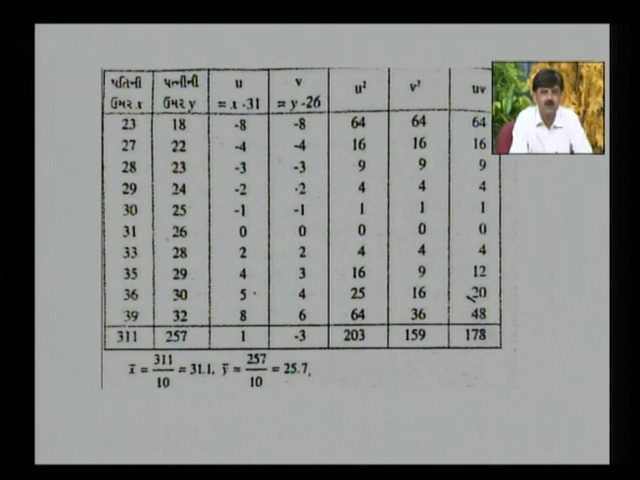 પતિની પત્નીની u v u² v² uv
ઉંમર x ઉંમર y = x -31 = y -26
23 18 -8 -8 64 64 64
27 22 -4 -4 16 16 16
28 23 -3 -3 9 9 9
29 24 -2 -2 4 4 4
30 25 -1 -1 1 1 1
31 26 0 0 0 0 0
33 28 2 2 4 4 4
35 29 4 3 16 9 12
36 30 5 4 25 16 20
39 32 8 6 64 36 48
311 257 1 -3 203 159 178
x̄ = 311/10 = 31.1, ȳ = 257/10 = 25.7,